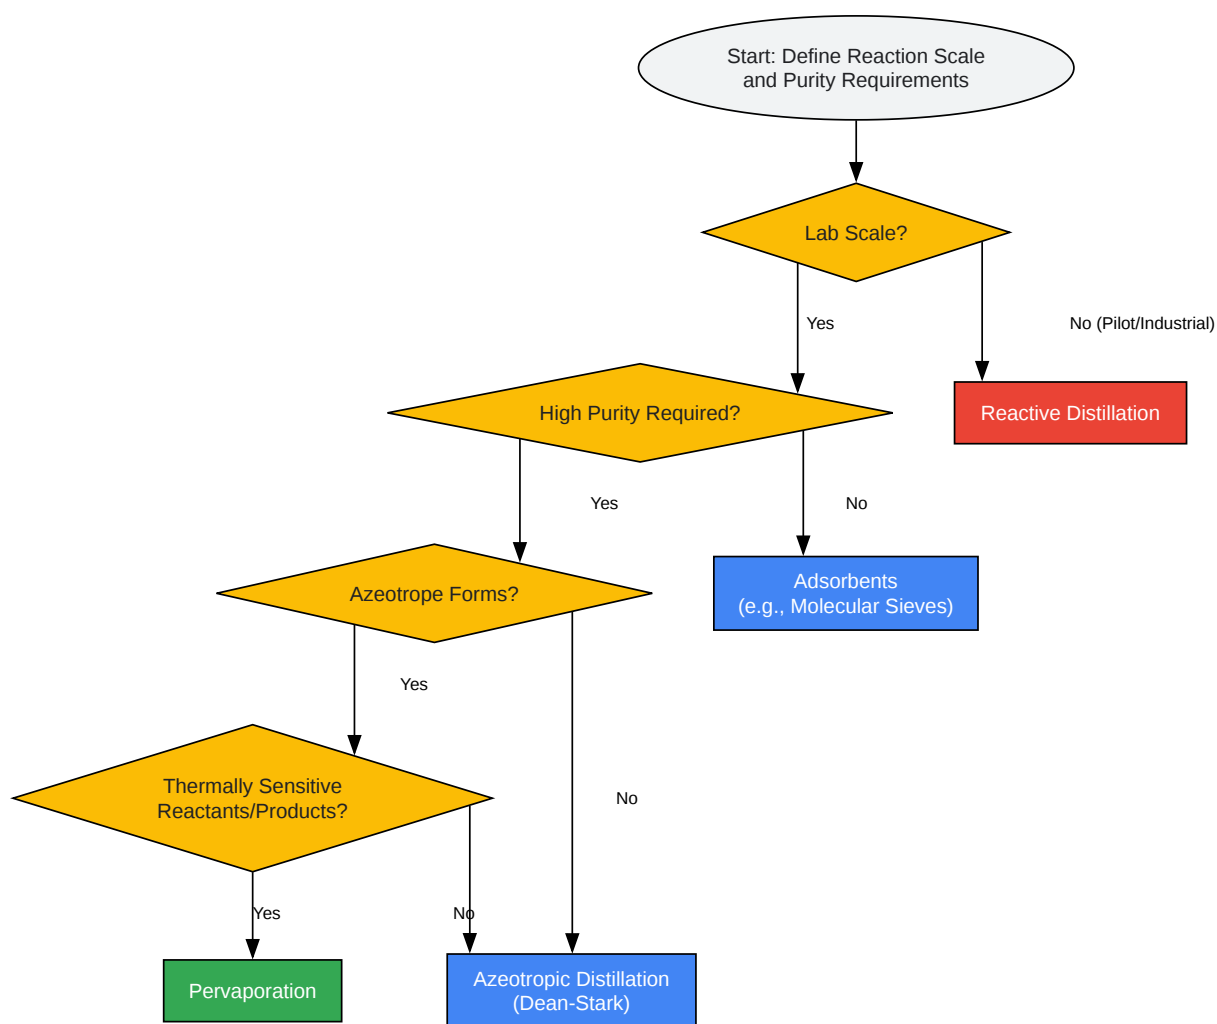 Start: Define Reaction Scale
and Purity Requirements
Lab Scale?
Yes
No (Pilot/Industrial)
High Purity Required?
Reactive Distillation
Yes
No
Azeotrope Forms?
Adsorbents
(e.g., Molecular Sieves)
Yes
No
Thermally Sensitive
Reactants/Products?
Yes
No
Pervaporation
Azeotropic Distillation
(Dean-Stark)